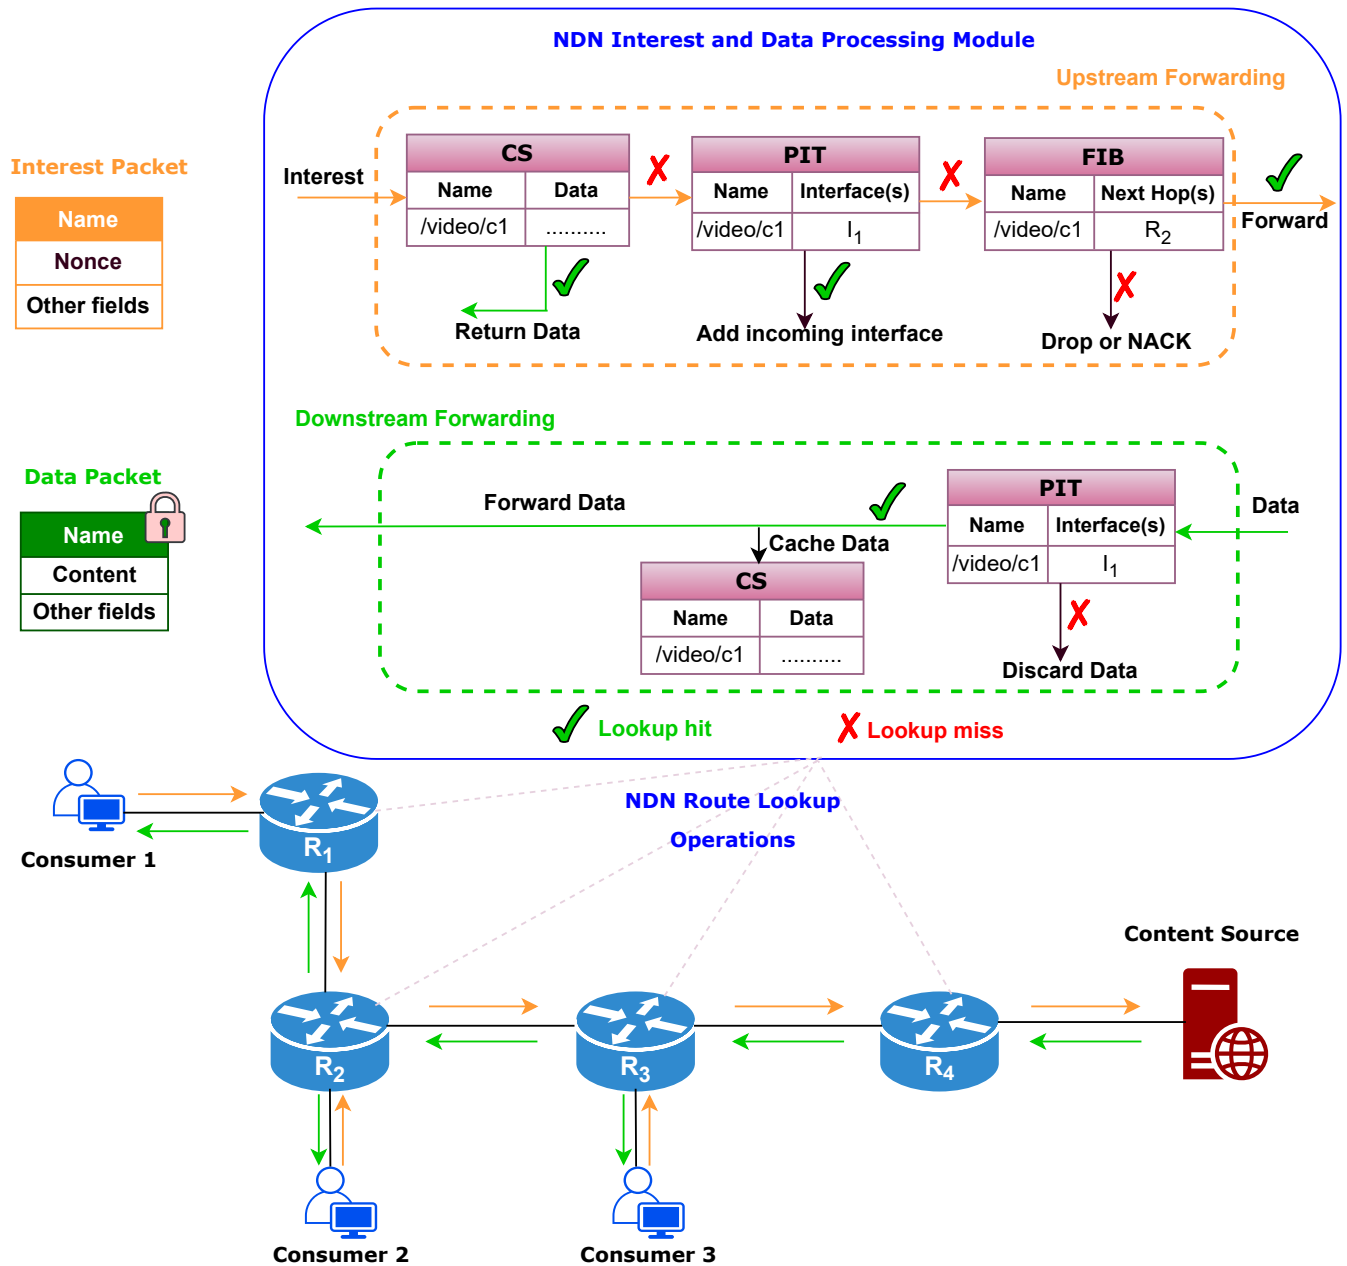 NDN Interest and Data Processing Module
Upstream Forwarding
Interest Packet
Name
Nonce
Other fields
Interest
CS
Name Data
/video/c1 ..........
Return Data
PIT
Name Interface(s)
/video/c1 I1
Add incoming interface
FIB
Name Next Hop(s)
/video/c1 R2
Drop or NACK
Forward
Downstream Forwarding
Data Packet
Name
Content
Other fields
Forward Data
Cache Data
CS
Name Data
/video/c1 ..........
PIT
Name Interface(s)
/video/c1 I1
Discard Data
Data
Lookup hit
Lookup miss
NDN Route Lookup
Operations
Consumer 1
R1
Content Source
R2
R3
R4
Consumer 2
Consumer 3